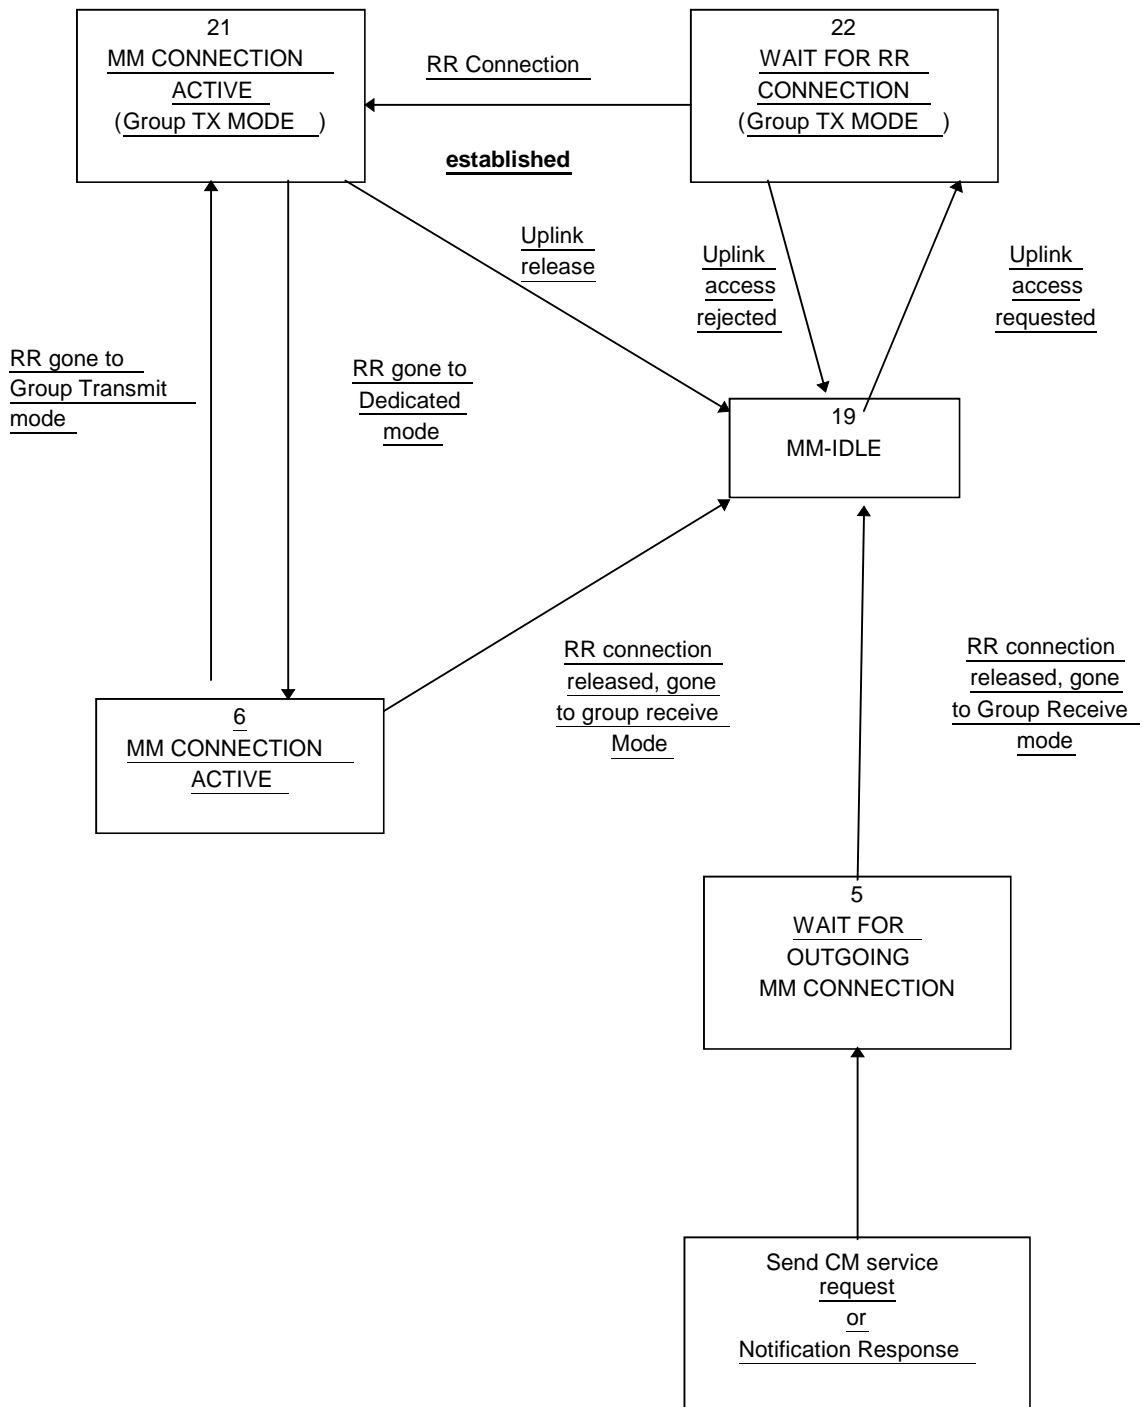 21
MM CONNECTION
ACTIVE
(Group TX MODE )
RR Connection
established
22
WAIT FOR RR
CONNECTION
(Group TX MODE )
Uplink
release
Uplink
access
rejected
Uplink
access
requested
RR gone to
Group Transmit
mode
RR gone to
Dedicated
mode
19
MM-IDLE
RR connection
released, gone
to group receive
Mode
RR connection
released, gone
to Group Receive
mode
6
MM CONNECTION
ACTIVE
5
WAIT FOR
OUTGOING
MM CONNECTION
Send CM service
request
or
Notification Response